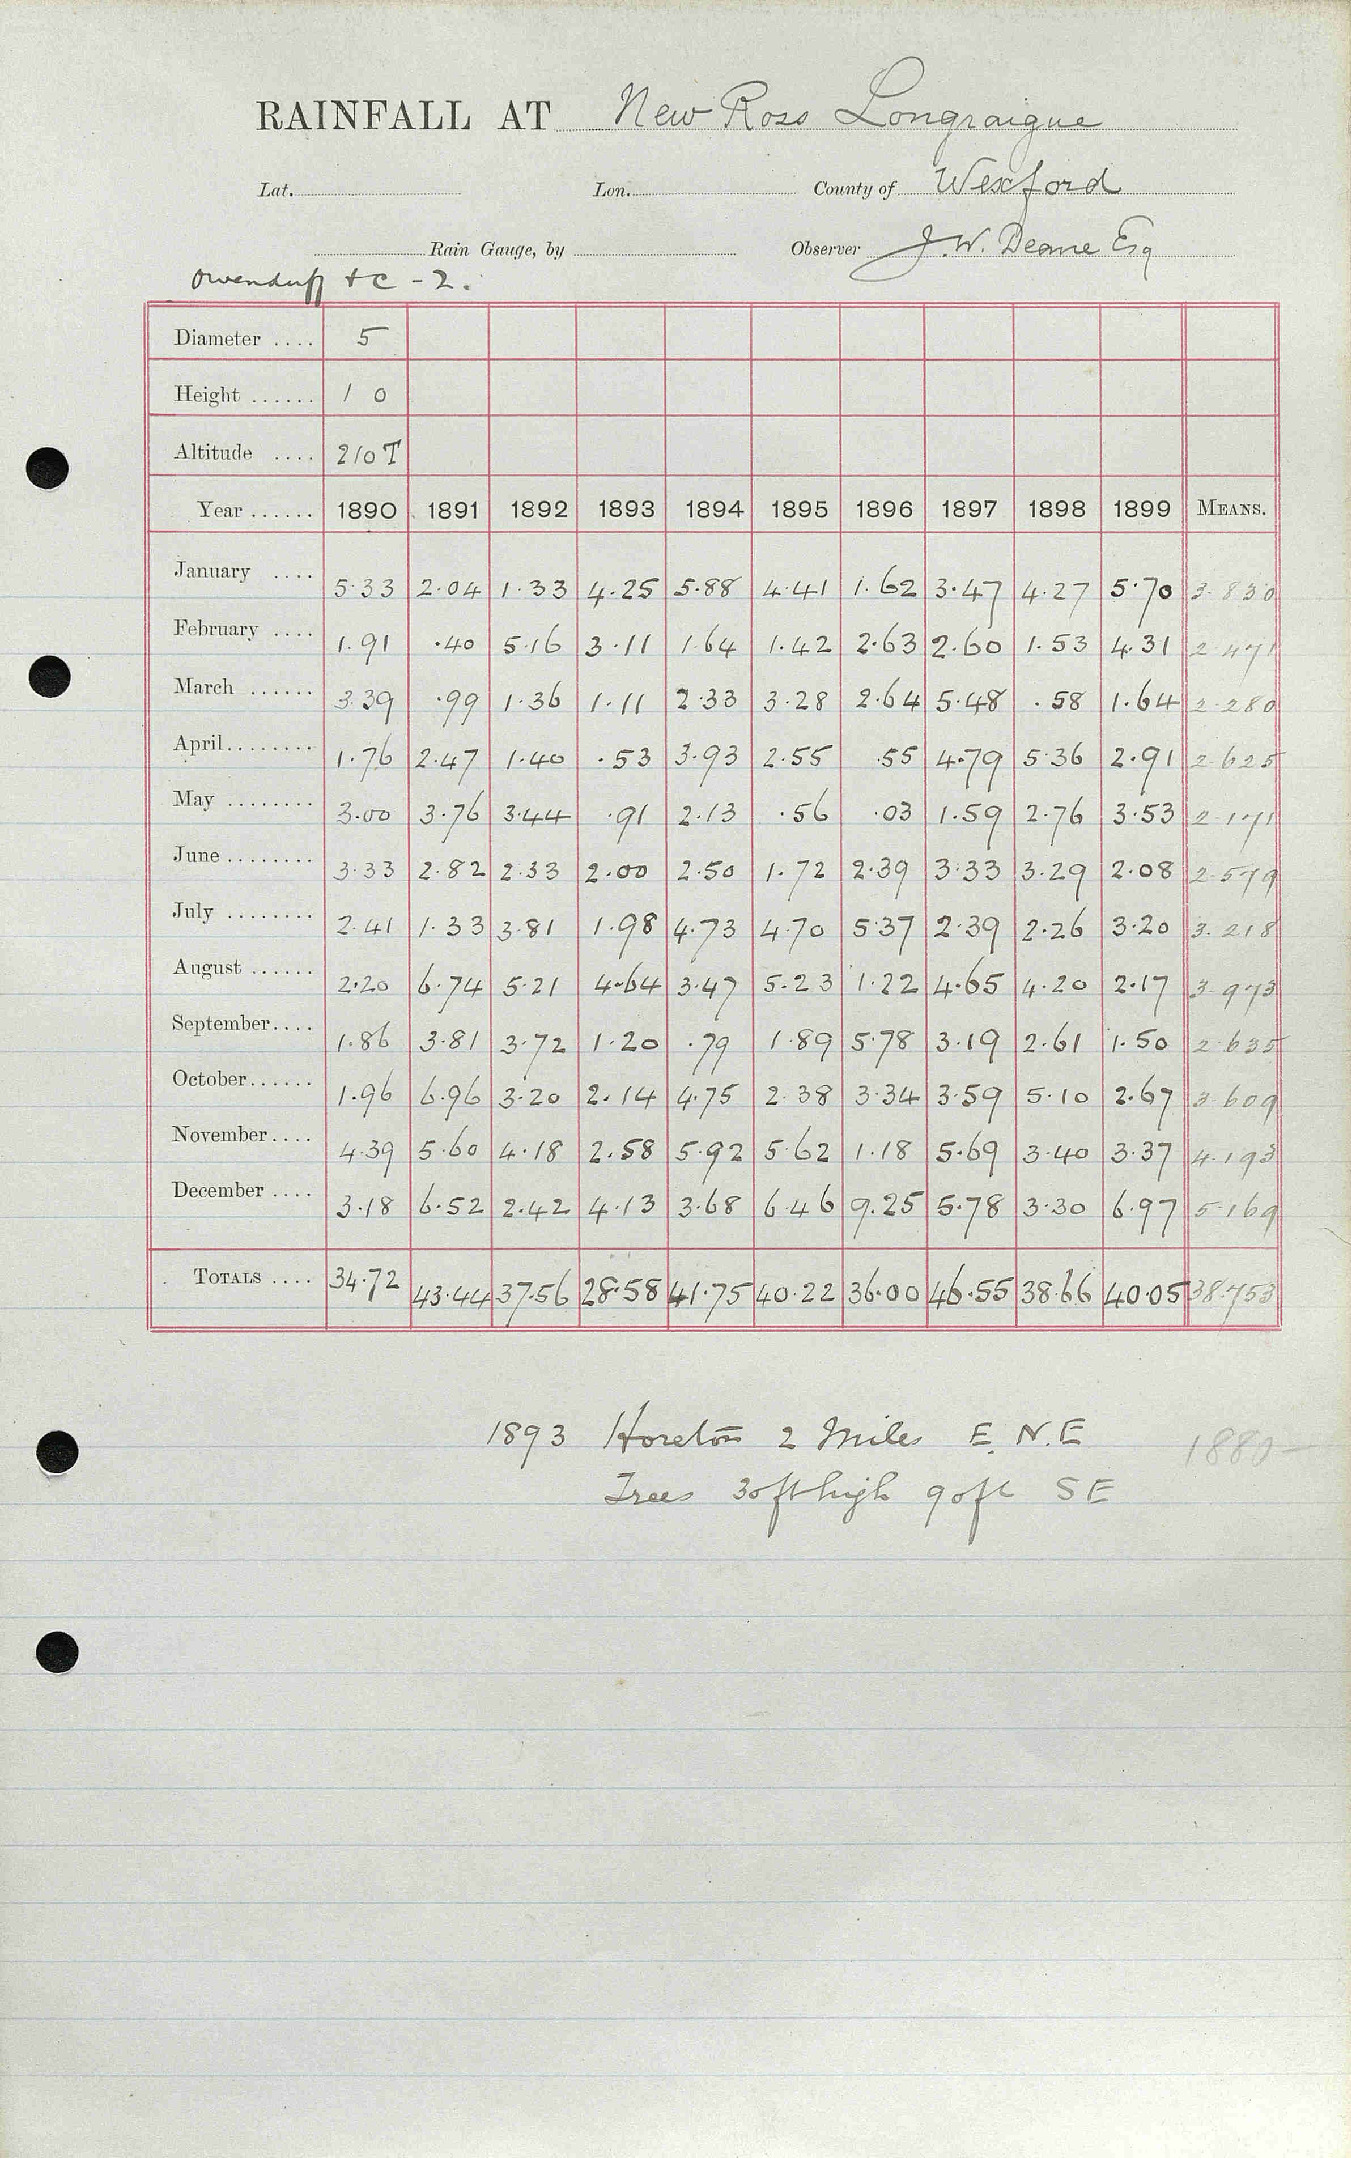 RAINFALL AT New Ross Longraigue
Lat. Lon. County of Wexford
Rain Gauge, by Observer J. W. Deane Esq
Owenduff + C - 2.
Diameter .... 5
Height ...... 1 0
Altitude .... 210 T
Year ...... 1890 1891 1892 1893 1894 1895 1896 1897 1898 1899 MEANS.
January .... 5.33 2.04 1.33 4.25 5.88 4.41 1.62 3.47 4.27 5.70 3.830
February .... 1.91 .40 5.16 3.11 1.64 1.42 2.63 2.60 1.53 4.31 2.471
March ...... 3.39 .99 1.36 1.11 2.33 3.28 2.64 5.48 .58 1.64 2.280
April........ 1.76 2.47 1.40 .53 3.93 2.55 .55 4.79 5.36 2.91 2.625
May ........ 3.00 3.76 3.44 .91 2.13 .56 .03 1.59 2.76 3.53 2.171
June ........ 3.33 2.82 2.33 2.00 2.50 1.72 2.39 3.33 3.29 2.08 2.579
July ........ 2.41 1.33 3.81 1.98 4.73 4.70 5.37 2.39 2.26 3.20 3.218
August ...... 2.20 6.74 5.21 4.64 3.47 5.23 1.22 4.65 4.20 2.17 3.973
September.... 1.86 3.81 3.72 1.20 .79 1.89 5.78 3.19 2.61 1.50 2.635
October...... 1.96 6.96 3.20 2.14 4.75 2.38 3.34 3.59 5.10 2.67 3.609
November.... 4.39 5.60 4.18 2.58 5.92 5.62 1.18 5.69 3.40 3.37 4.193
December .... 3.18 6.52 2.42 4.13 3.68 6.46 9.25 5.78 3.30 6.97 5.169
TOTALS .... 34.72 43.44 37.56 28.58 41.75 40.22 36.00 46.55 38.66 40.05 38.753
1893 Horeton 2 Miles E.N.E
1880-
Trees 30ft high 90ft SE